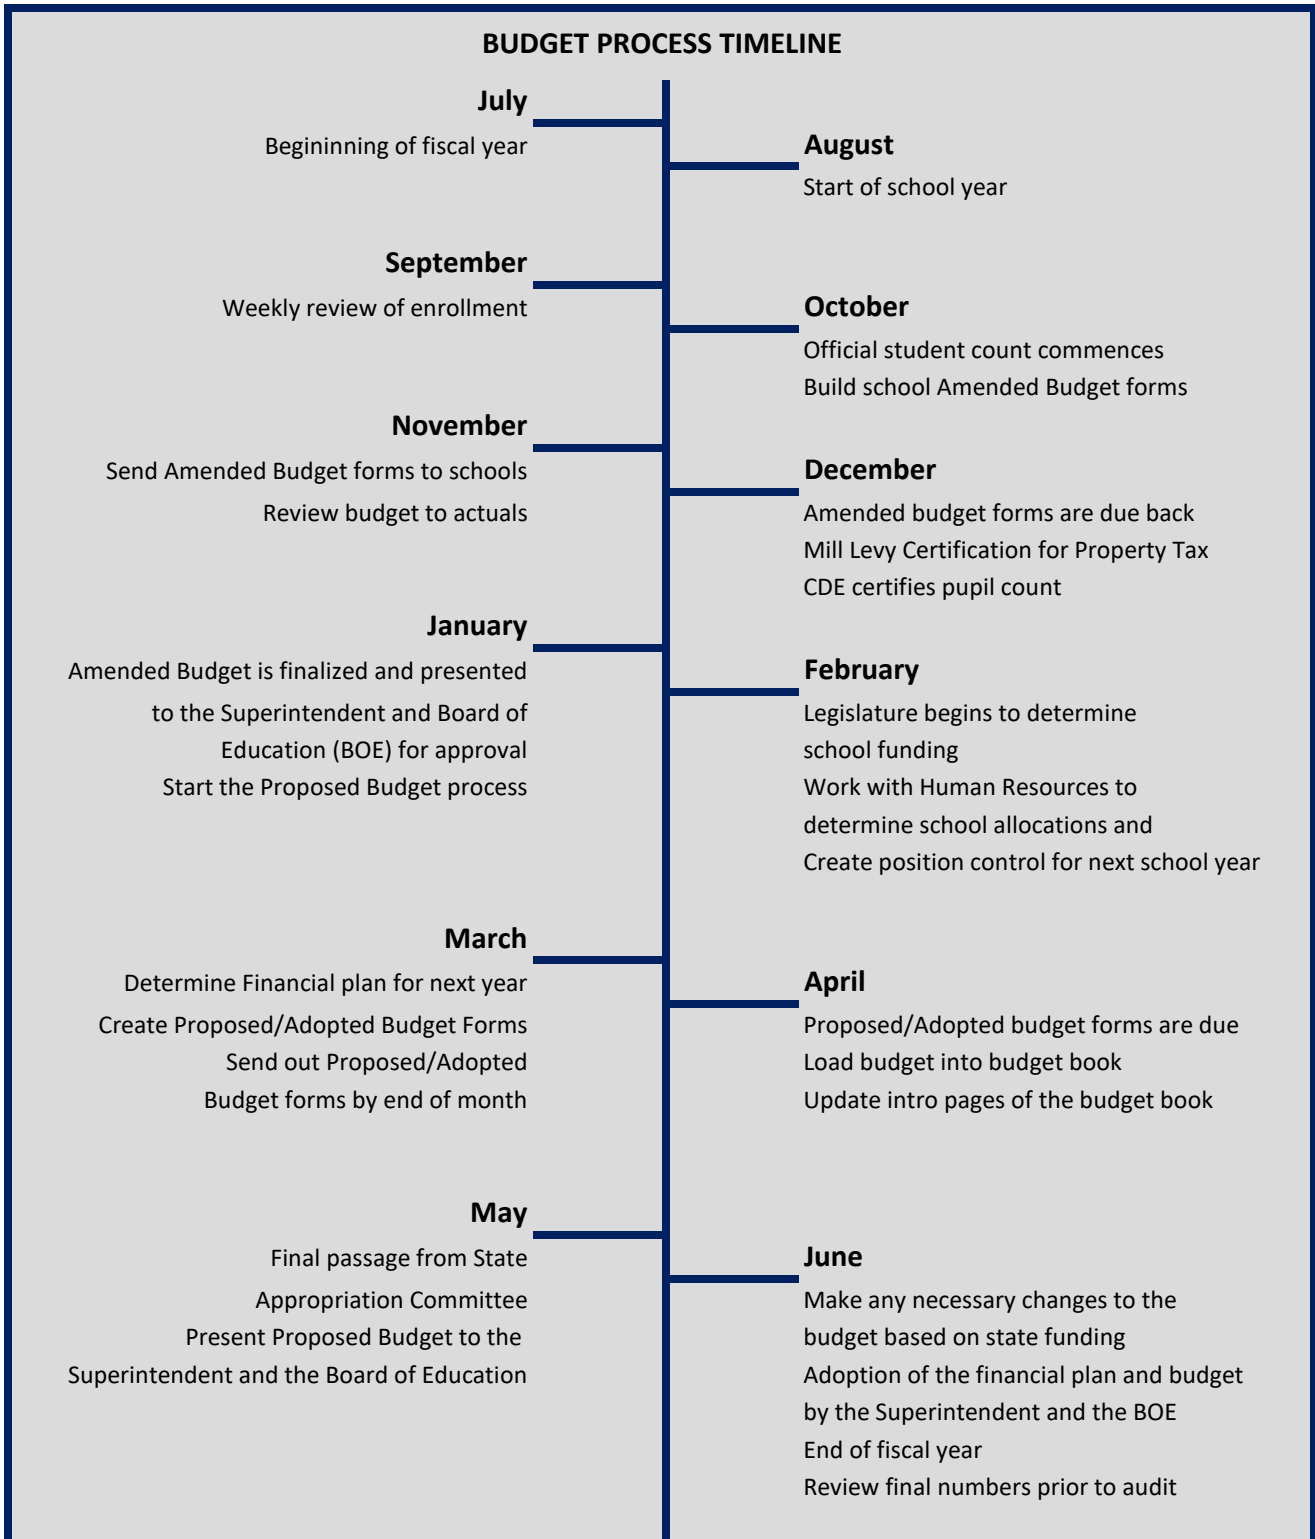 BUDGET PROCESS TIMELINE
July
Begininning of fiscal year
August
Start of school year
September
Weekly review of enrollment
October
Official student count commences
Build school Amended Budget forms
November
Send Amended Budget forms to schools
Review budget to actuals
December
Amended budget forms are due back
Mill Levy Certification for Property Tax
CDE certifies pupil count
January
Amended Budget is finalized and presented
to the Superintendent and Board of
Education (BOE) for approval
Start the Proposed Budget process
February
Legislature begins to determine
school funding
Work with Human Resources to
determine school allocations and
Create position control for next school year
March
Determine Financial plan for next year
Create Proposed/Adopted Budget Forms
Send out Proposed/Adopted
Budget forms by end of month
April
Proposed/Adopted budget forms are due
Load budget into budget book
Update intro pages of the budget book
May
Final passage from State
Appropriation Committee
Present Proposed Budget to the
Superintendent and the Board of Education
June
Make any necessary changes to the
budget based on state funding
Adoption of the financial plan and budget
by the Superintendent and the BOE
End of fiscal year
Review final numbers prior to audit